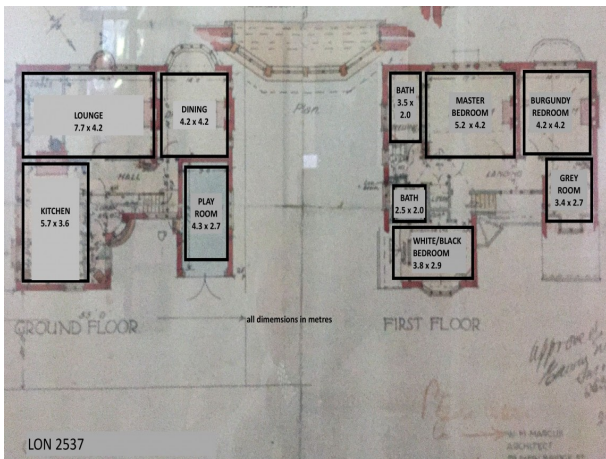 LOUNGE
7.7 x 4.2
DINING
4.2 x 4.2
KITCHEN
5.7 x 3.6
HALL
PLAY
ROOM
4.3 x 2.7
Plan
BATH
3.5 x
2.0
MASTER
BEDROOM
5.2 x 4.2
BURGUNDY
REDROOM
4.2 x 4.2
LANDING
GREY
ROOM
3.4 x 2.7
BATH
2.5 x 2.0
WHITE/BLACK
BEDROOM
3.8 x 2.9
all dimemsions in metres
GROUND FLOOR
FIRST FLOOR
Approved
W. H. MARCUS
ARCHITECT
LON 2537